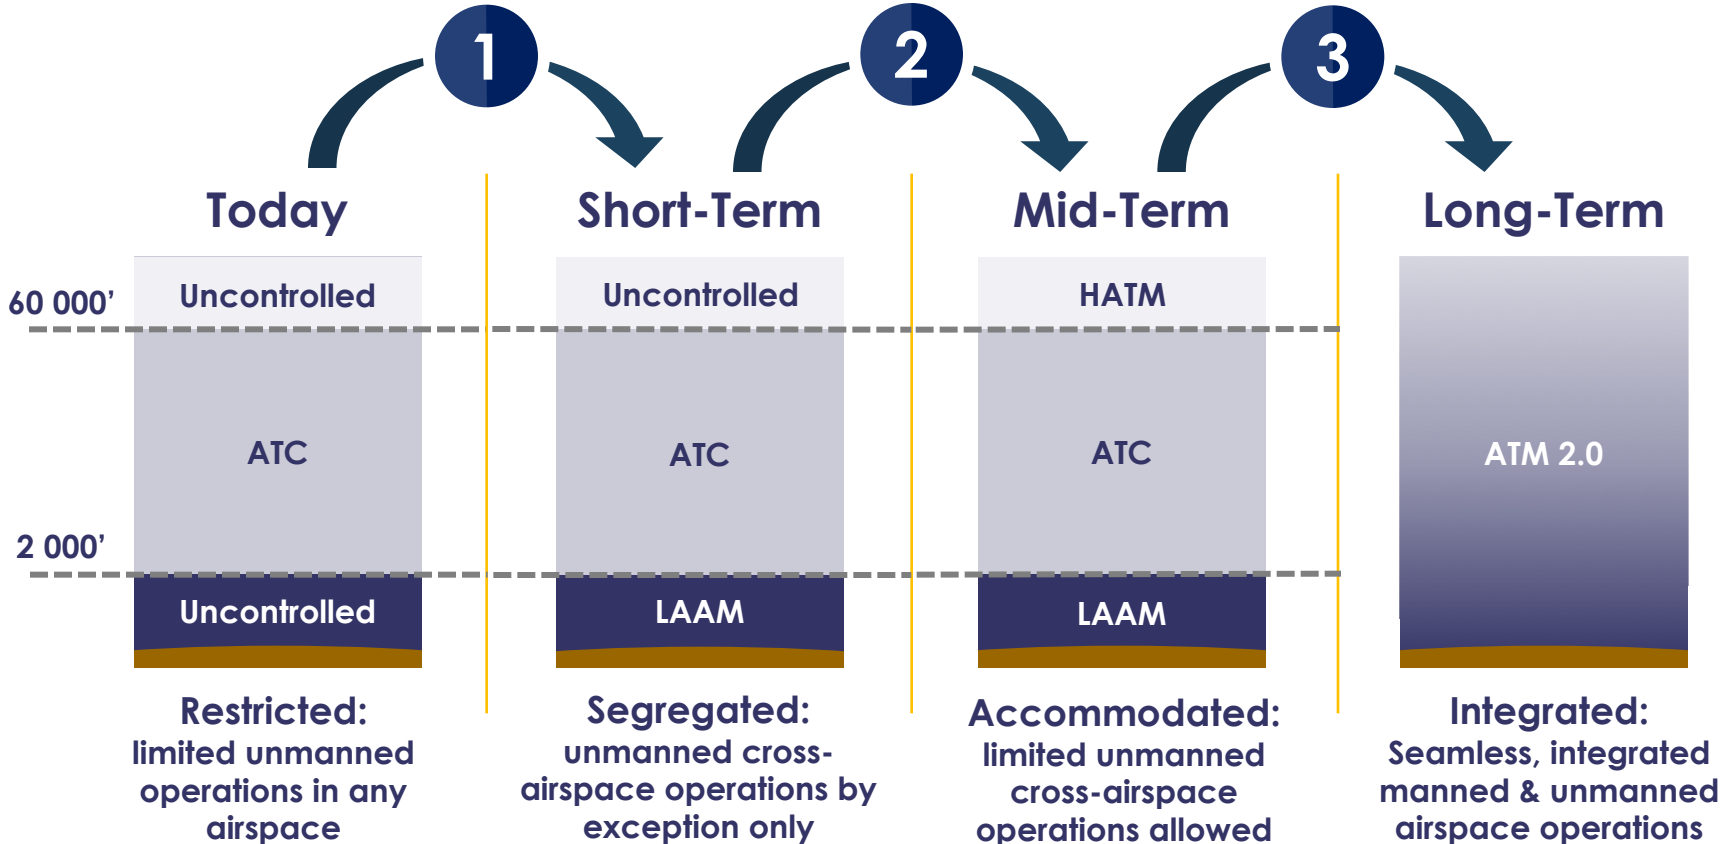 1
2
3
Today
Short-Term
Mid-Term
Long-Term
60 000’
2 000’
Uncontrolled
ATC
Uncontrolled
Uncontrolled
ATC
LAAM
HATM
ATC
LAAM
ATM 2.0
Restricted:
limited unmanned
operations in any
airspace
Segregated:
unmanned cross-
airspace operations by
exception only
Accommodated:
limited unmanned
cross-airspace
operations allowed
Integrated:
Seamless, integrated
manned & unmanned
airspace operations